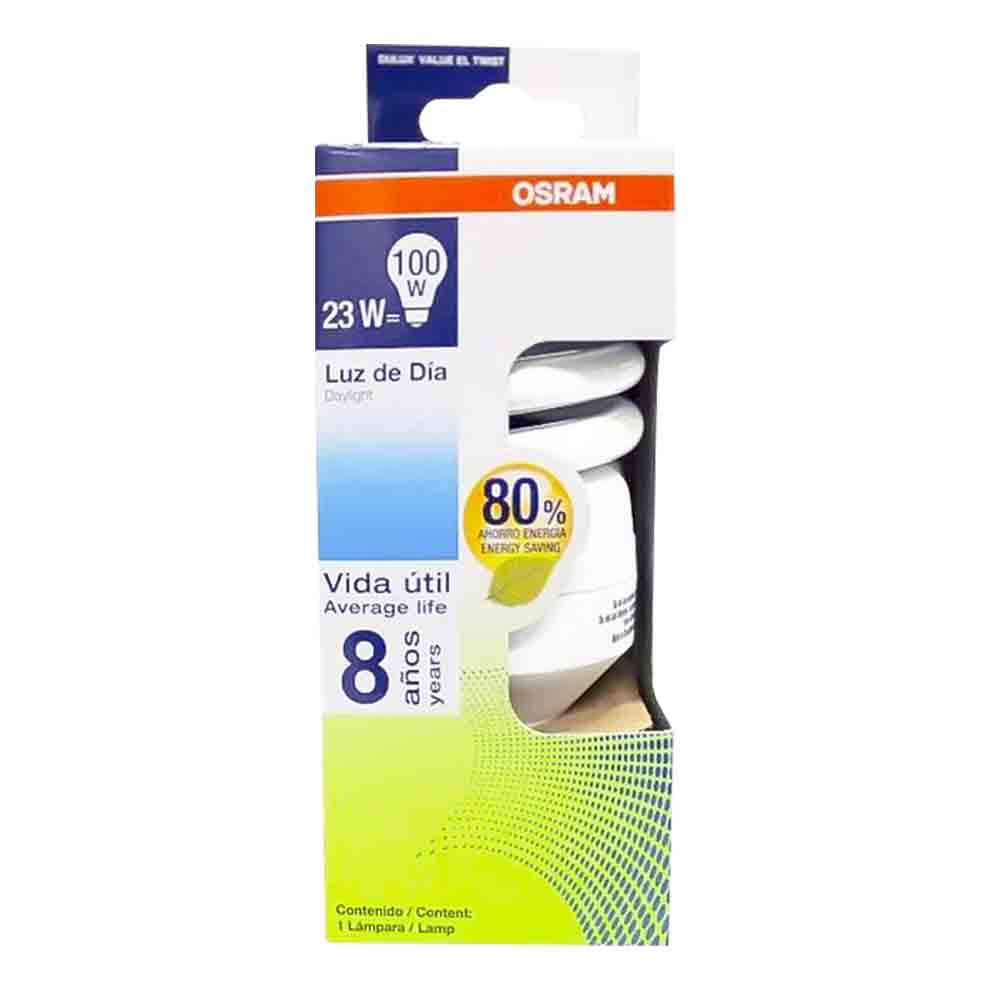 DULUX VALUE EL TWIST
OSRAM
100
W
23 W=
Luz de Día
Daylight
80%
AHORRO ENERGIA
ENERGY SAVING
Vida útil
Average life
8 años
years
Contenido / Content:
1 Lámpara / Lamp